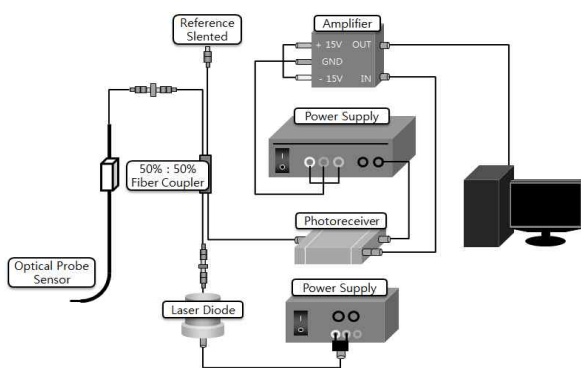 Reference
Slented
Amplifier
+ 15V OUT
GND
- 15V IN
Power Supply
50% : 50%
Fiber Coupler
Photoreceiver
Optical Probe
Sensor
Power Supply
Laser Diode